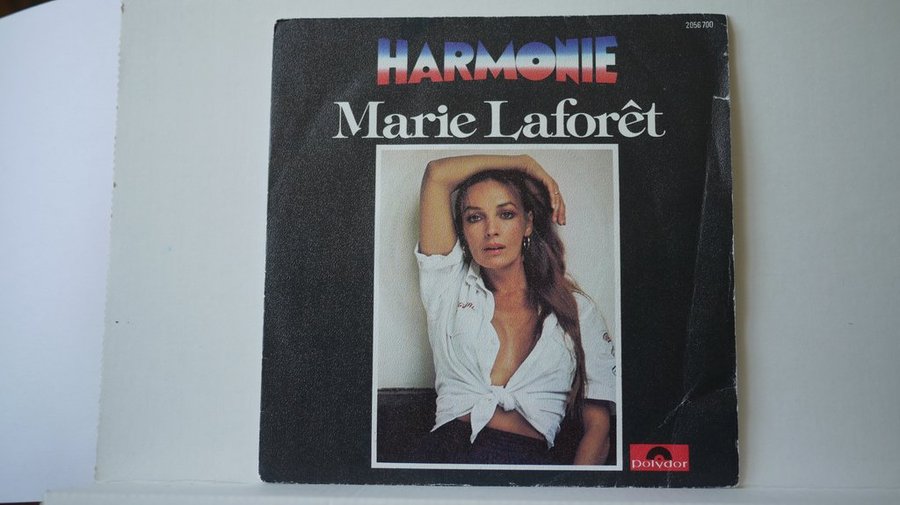 2056 700
HARMONIE
Marie Laforêt
polydor